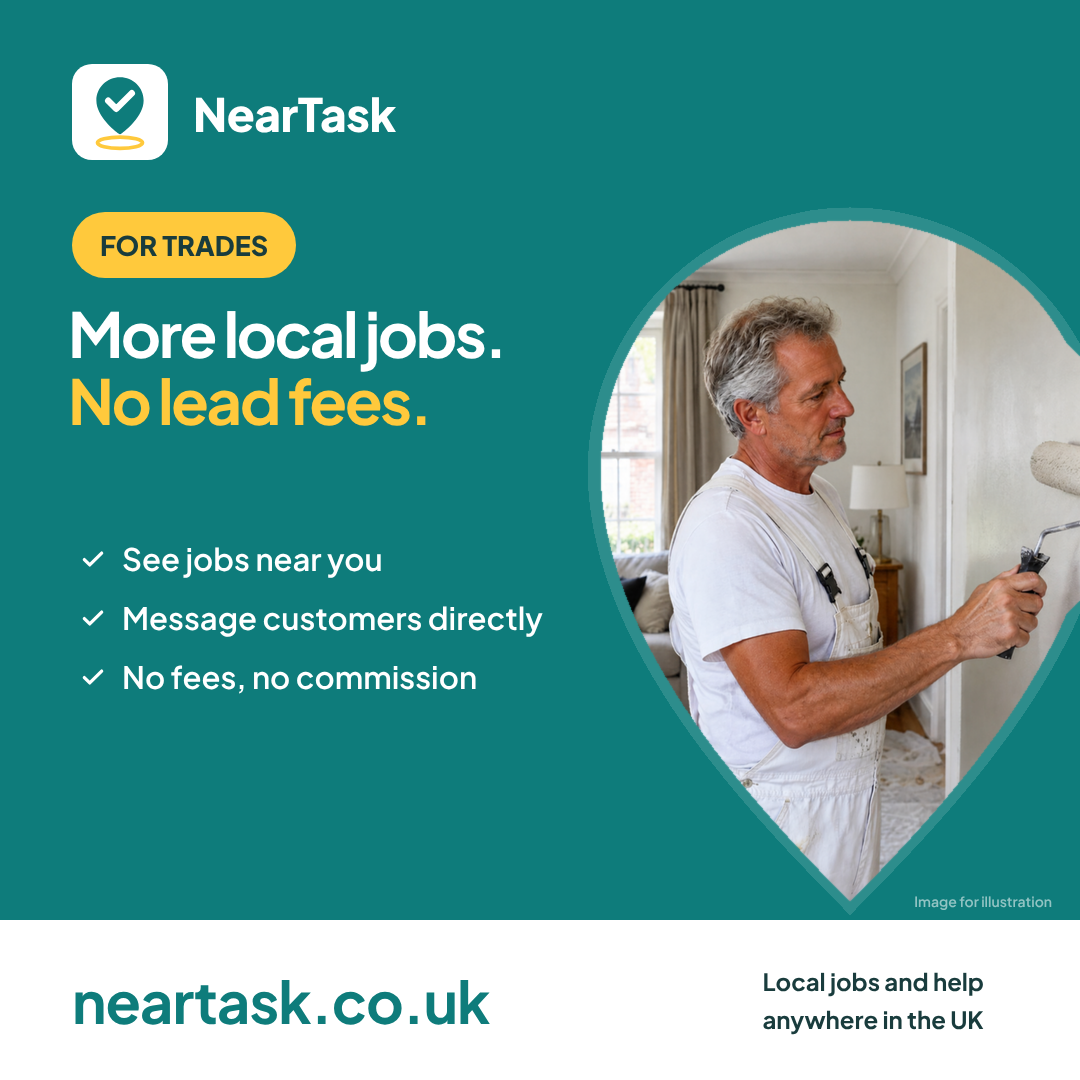 NearTask
FOR TRADES
More local jobs.
No lead fees.
See jobs near you
Message customers directly
No fees, no commission
Image for illustration
neartask.co.uk
Local jobs and help
anywhere in the UK